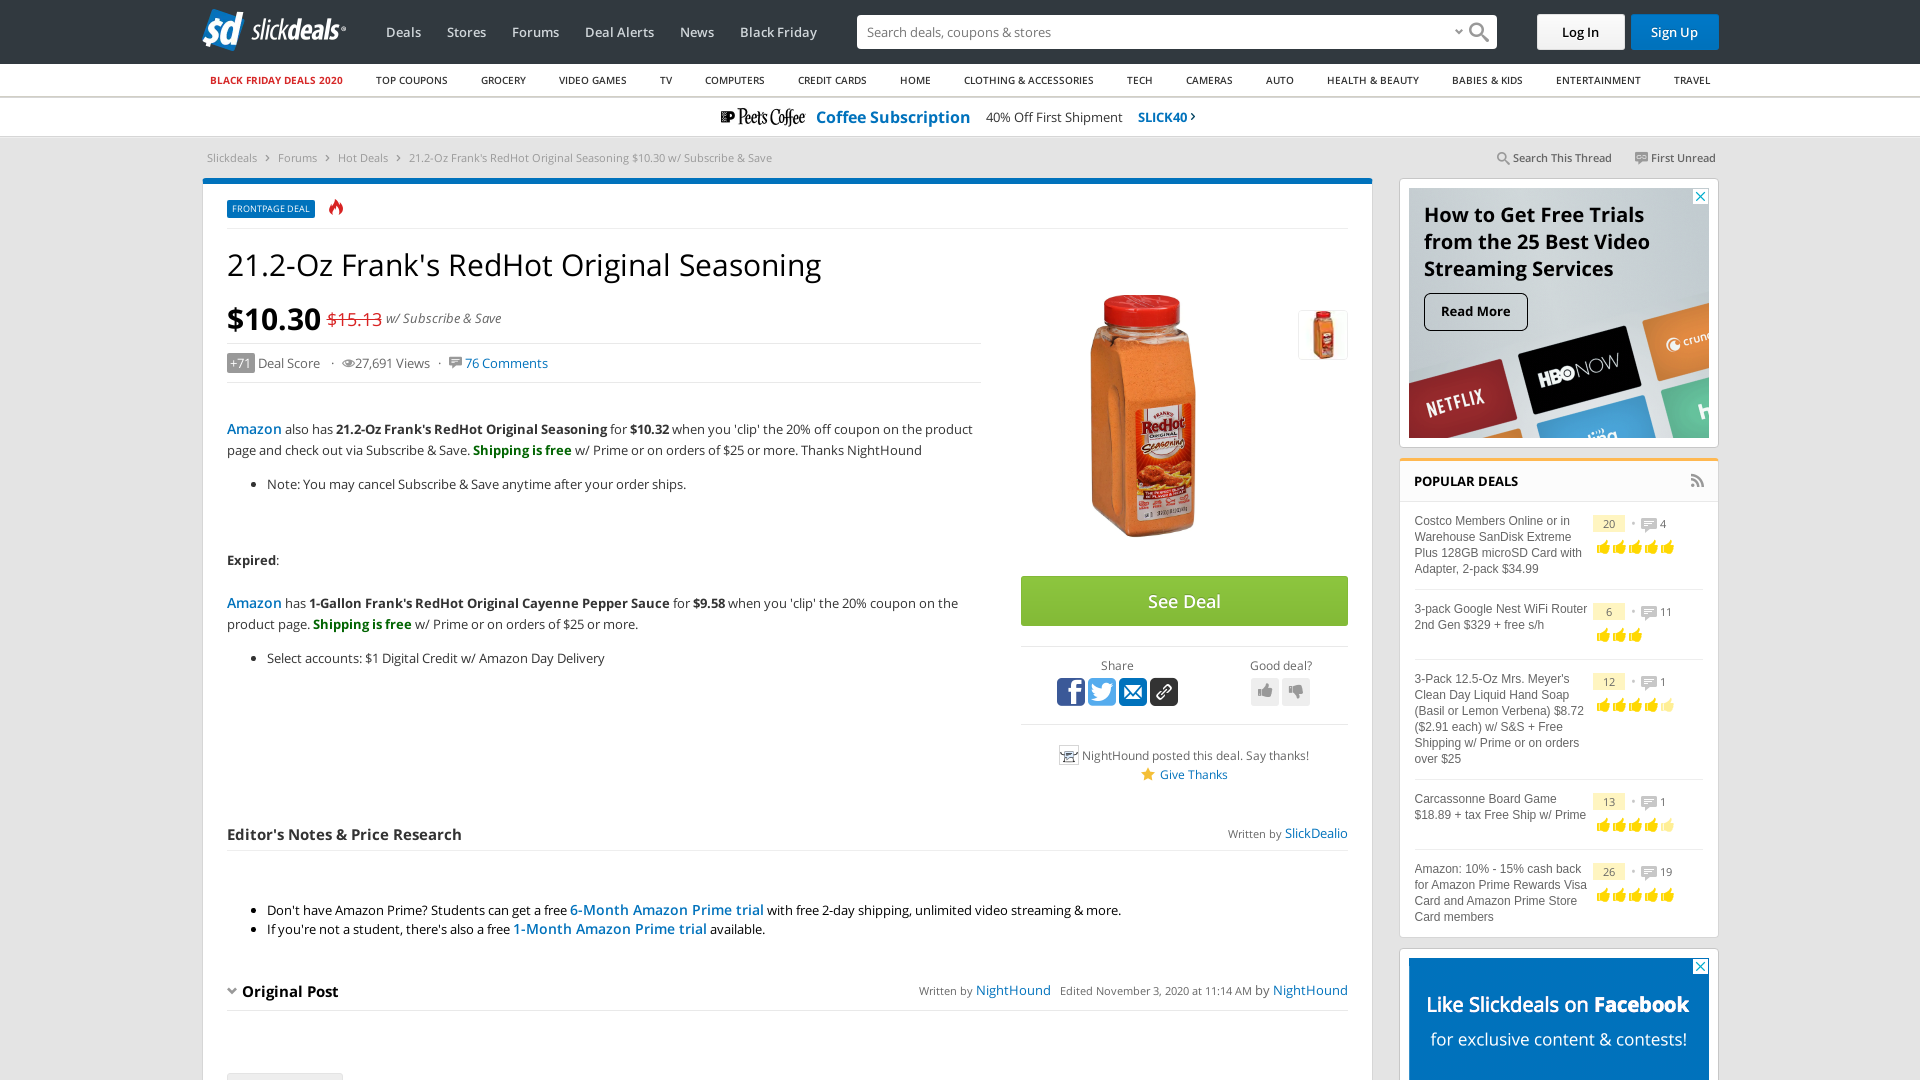 slickdeals
Deals
Stores
Forums
Deal Alerts
News
Black Friday
Search deals, coupons & stores
Log In
Sign Up
BLACK FRIDAY DEALS 2020
TOP COUPONS
GROCERY
VIDEO GAMES
TV
COMPUTERS
CREDIT CARDS
HOME
CLOTHING & ACCESSORIES
TECH
CAMERAS
AUTO
HEALTH & BEAUTY
BABIES & KIDS
ENTERTAINMENT
TRAVEL
Peet's Coffee Coffee Subscription 40% Off First Shipment SLICK40
Slickdeals > Forums > Hot Deals > 21.2-Oz Frank's RedHot Original Seasoning $10.30 w/ Subscribe & Save
Search This Thread
First Unread
FRONTPAGE DEAL
21.2-Oz Frank's RedHot Original Seasoning
$10.30 $15.13 w/ Subscribe & Save
+71 Deal Score · 27,691 Views · 76 Comments
Amazon also has 21.2-Oz Frank's RedHot Original Seasoning for $10.32 when you 'clip' the 20% off coupon on the product
page and check out via Subscribe & Save. Shipping is free w/ Prime or on orders of $25 or more. Thanks NightHound
• Note: You may cancel Subscribe & Save anytime after your order ships.
Expired:
Amazon has 1-Gallon Frank's RedHot Original Cayenne Pepper Sauce for $9.58 when you 'clip' the 20% coupon on the
product page. Shipping is free w/ Prime or on orders of $25 or more.
• Select accounts: $1 Digital Credit w/ Amazon Day Delivery
FRANK'S
RedHot
ORIGINAL
Seasoning
See Deal
Share
Good deal?
NightHound posted this deal. Say thanks!
Give Thanks
Editor's Notes & Price Research
Written by SlickDealio
• Don't have Amazon Prime? Students can get a free 6-Month Amazon Prime trial with free 2-day shipping, unlimited video streaming & more.
• If you're not a student, there's also a free 1-Month Amazon Prime trial available.
Original Post
Written by NightHound Edited November 3, 2020 at 11:14 AM by NightHound
How to Get Free Trials
from the 25 Best Video
Streaming Services
Read More
NETFLIX
HBO NOW
POPULAR DEALS
Costco Members Online or in
Warehouse SanDisk Extreme
Plus 128GB microSD Card with
Adapter, 2-pack $34.99
20 • 4
3-pack Google Nest WiFi Router
2nd Gen $329 + free s/h
6 • 11
3-Pack 12.5-Oz Mrs. Meyer's
Clean Day Liquid Hand Soap
(Basil or Lemon Verbena) $8.72
($2.91 each) w/ S&S + Free
Shipping w/ Prime or on orders
over $25
12 • 1
Carcassonne Board Game
$18.89 + tax Free Ship w/ Prime
13 • 1
Amazon: 10% - 15% cash back
for Amazon Prime Rewards Visa
Card and Amazon Prime Store
Card members
26 • 19
Like Slickdeals on Facebook
for exclusive content & contests!